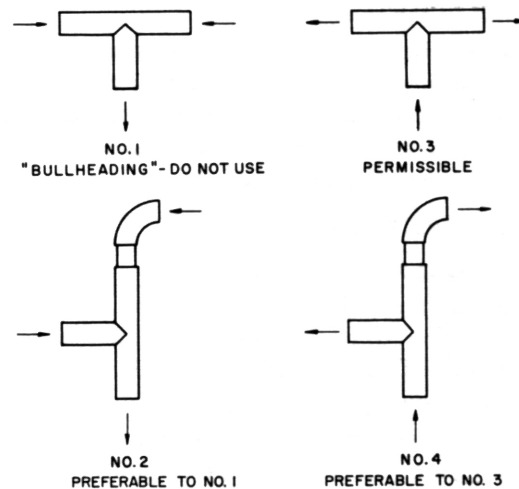 NO. 1
"BULLHEADING"- DO NOT USE
NO. 3
PERMISSIBLE
NO. 2
PREFERABLE TO NO. 1
NO. 4
PREFERABLE TO NO. 3